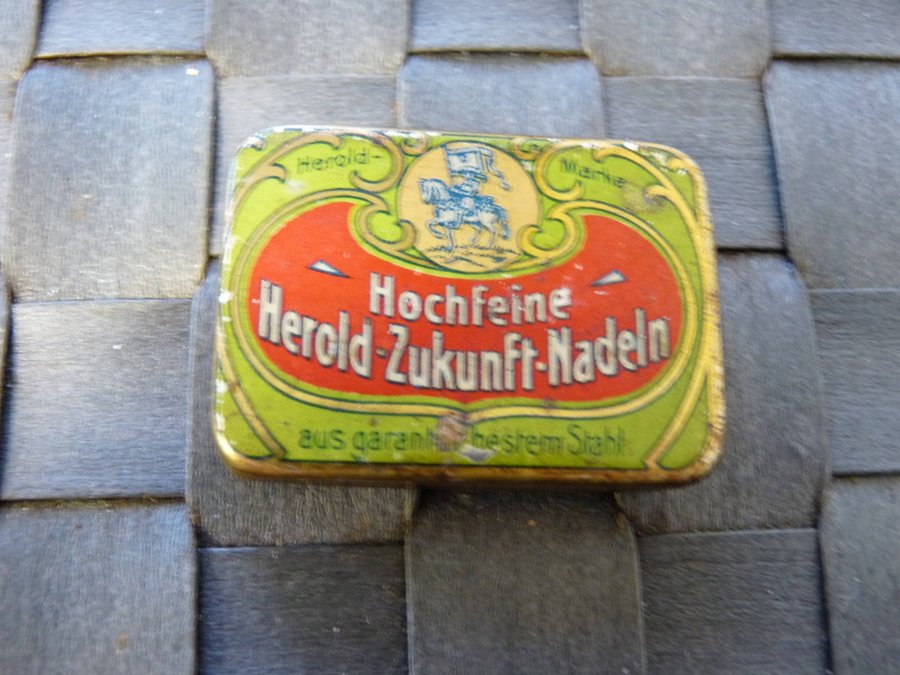 Herold- Marke
Hochfeine
Herold-Zukunft-Nadeln
aus bestem Stahl